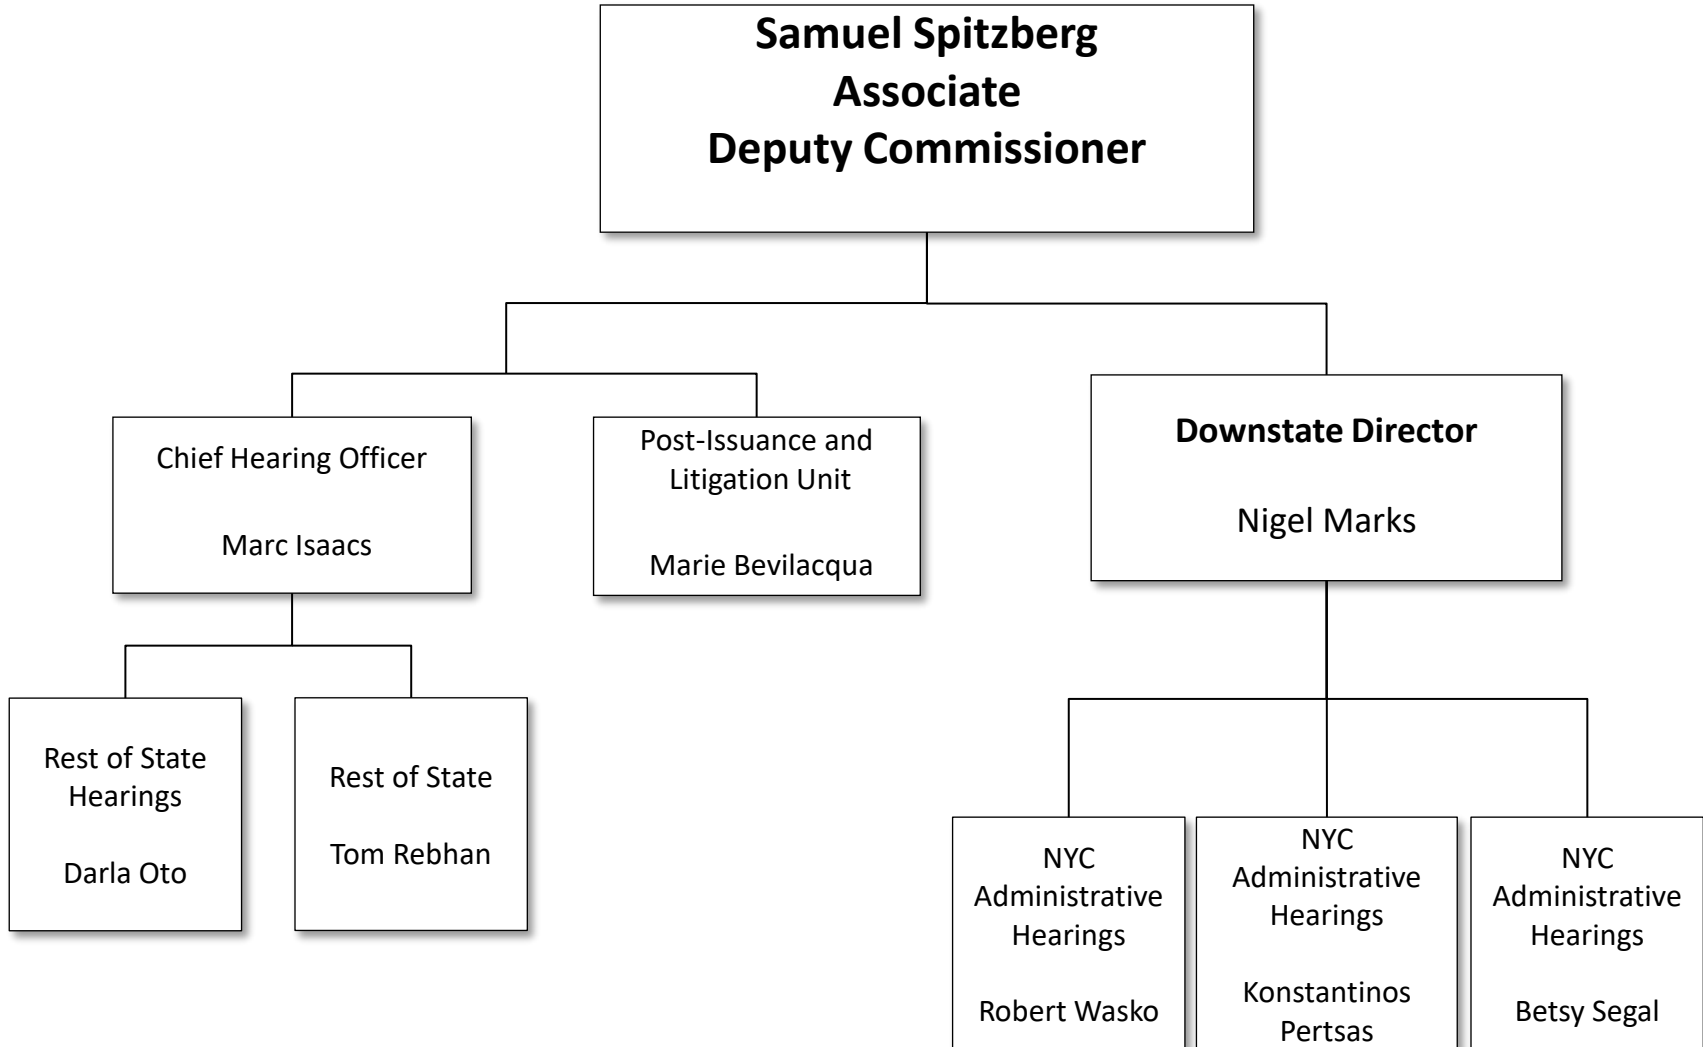 Samuel Spitzberg
Associate
Deputy Commissioner
Chief Hearing Officer
Marc Isaacs
Post-Issuance and
Litigation Unit
Marie Bevilacqua
Downstate Director
Nigel Marks
Rest of State
Hearings
Darla Oto
Rest of State
Tom Rebhan
NYC
Administrative
Hearings
Robert Wasko
NYC
Administrative
Hearings
Konstantinos
Pertsas
NYC
Administrative
Hearings
Betsy Segal